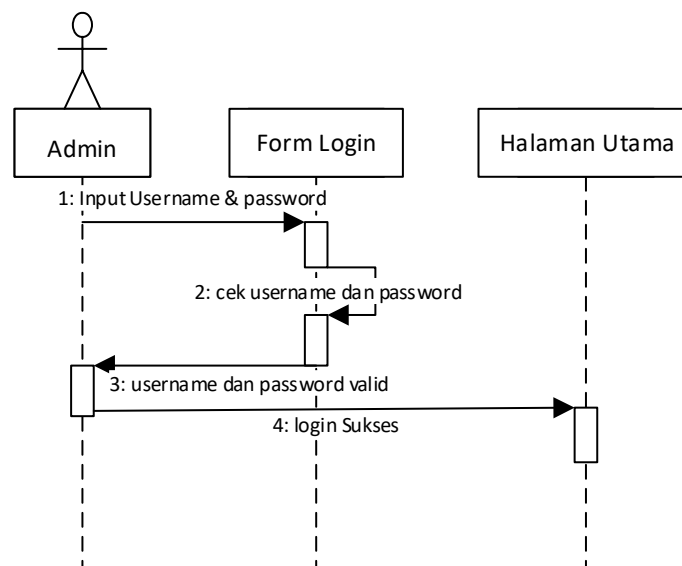 Admin
Form Login
Halaman Utama
1: Input Username & password
2: cek username dan password
3: username dan password valid
4: login Sukses